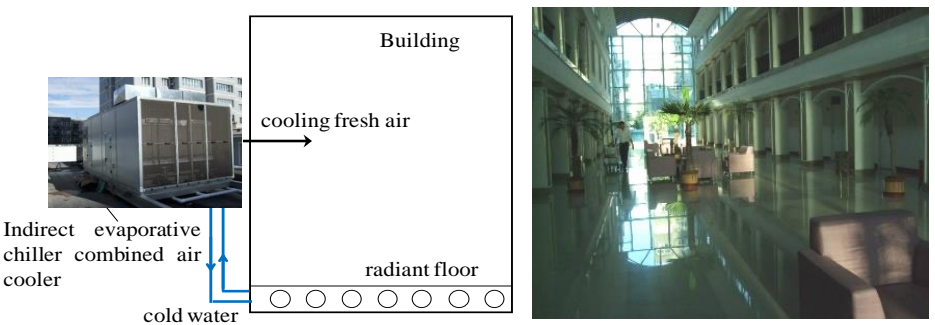 Building
cooling fresh air
Indirect evaporative
chiller combined air
cooler
radiant floor
cold water